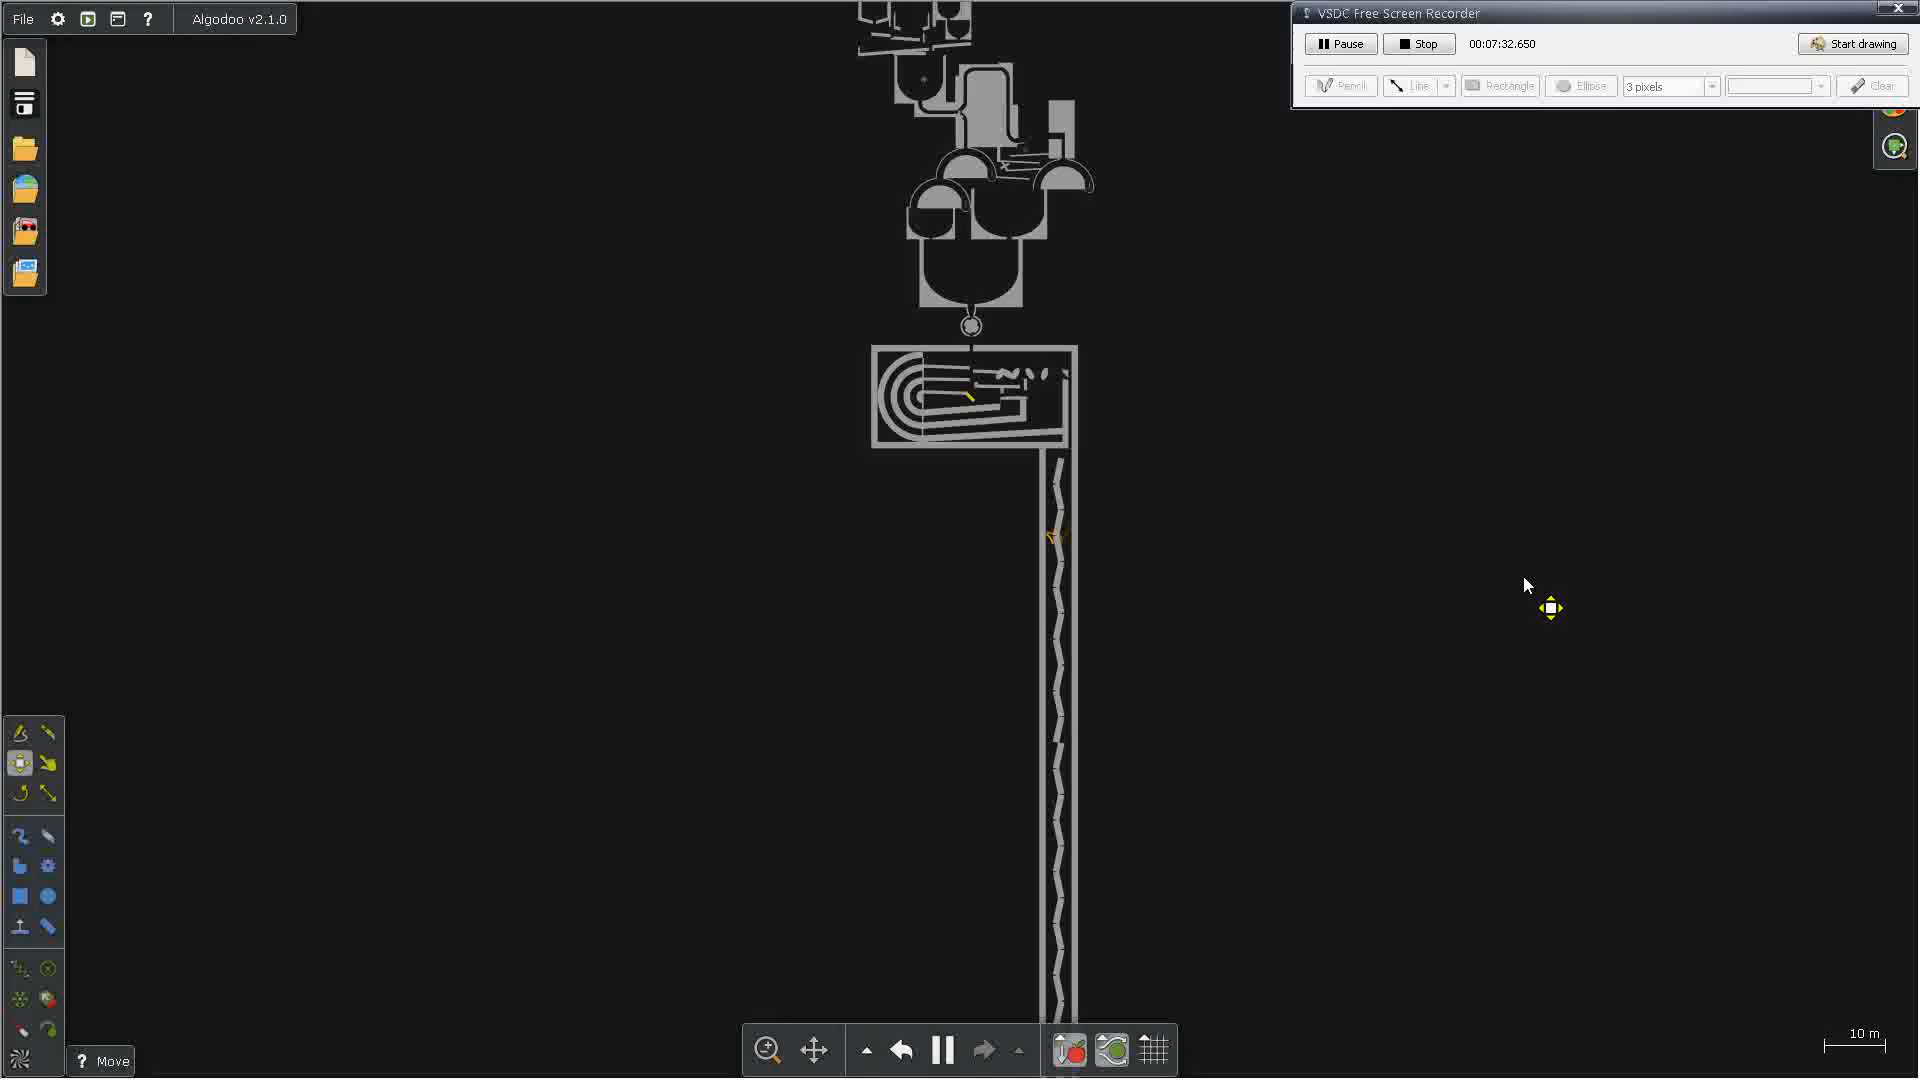 File
?
Algodoo v2.1.0
VSDC Free Screen Recorder
Pause
Stop
00:07:32.650
Start drawing
Pencil
Line
Rectangle
Ellipse
3 pixels
Clear
10 m
? Move